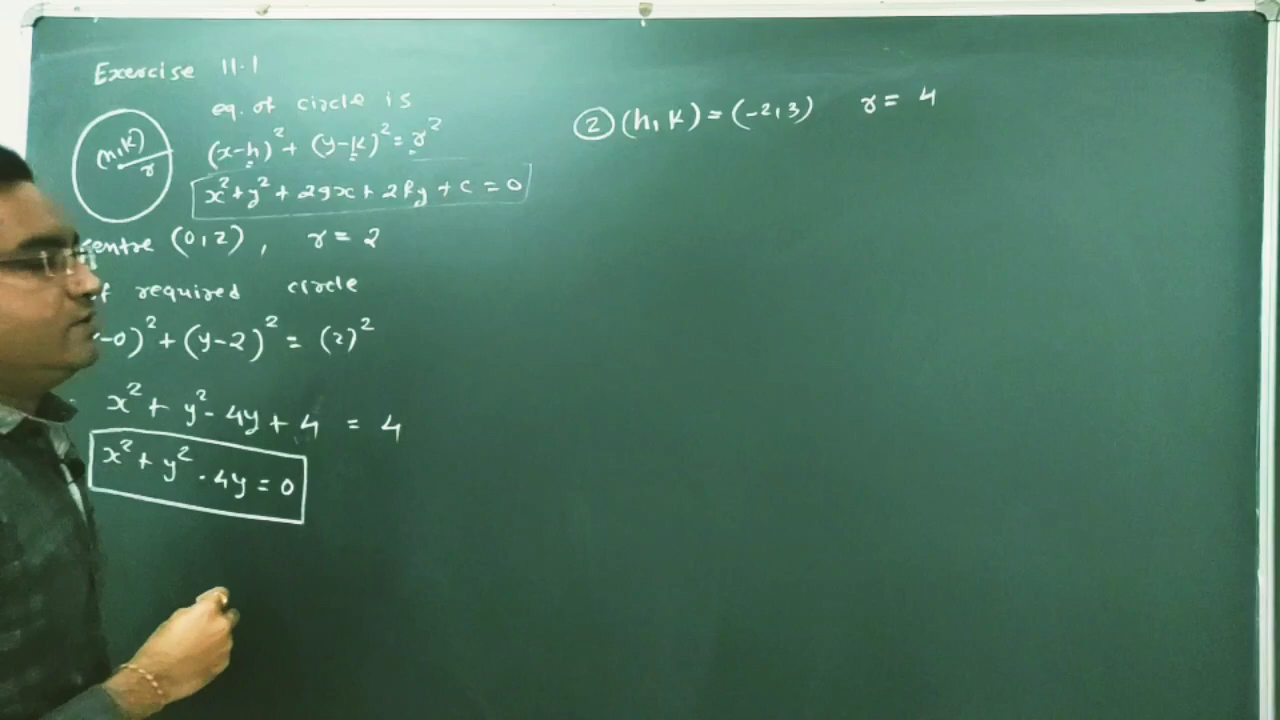 Exercise 11.1
eq. of circle is
(h, k)
r
(x-h)² + (y-k)² = r²
x² + y² + 2gx + 2fy + c = 0
centre (0, 2), r = 2
required circle
-0)² + (y-2)² = (2)²
x² + y² - 4y + 4 = 4
x² + y² - 4y = 0
② (h, k) = (-2, 3) r = 4